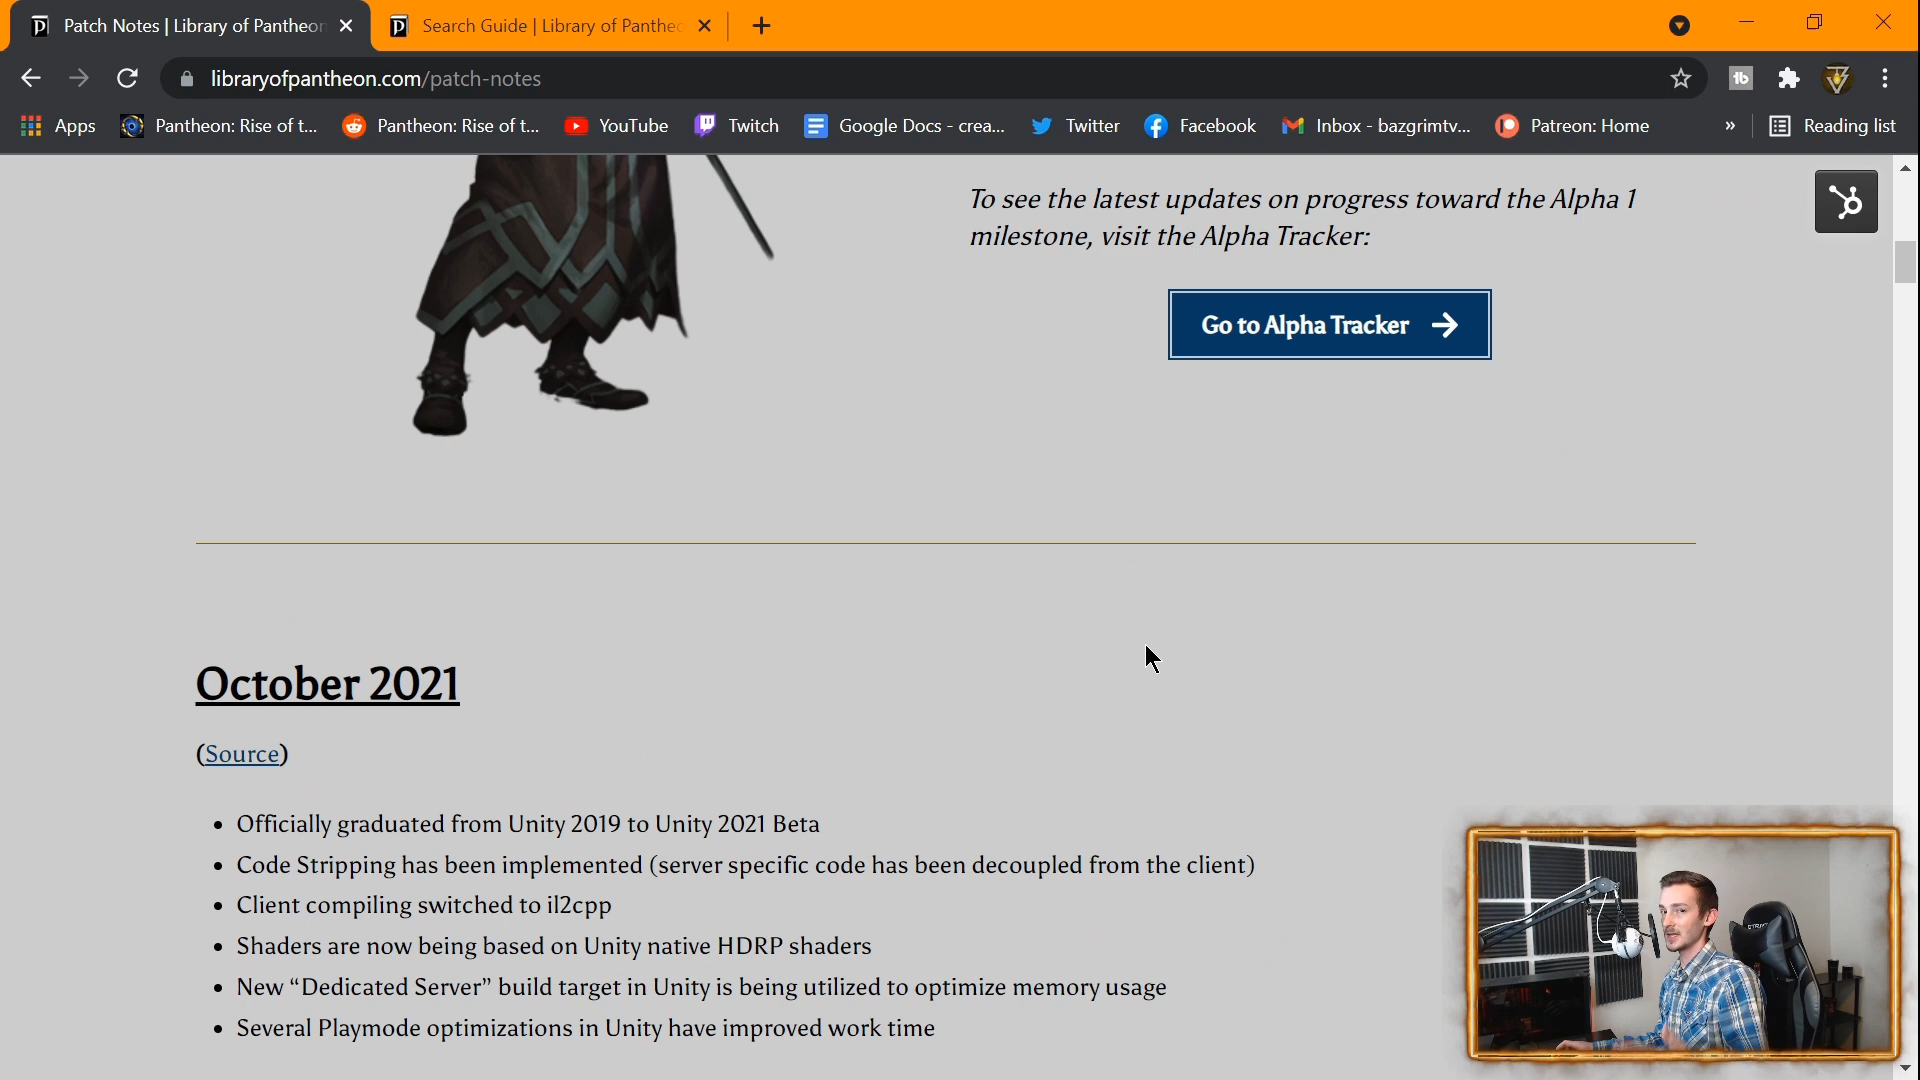 Patch Notes | Library of Pantheon
Search Guide | Library of Panthe
libraryofpantheon.com/patch-notes
Apps
Pantheon: Rise of t...
Pantheon: Rise of t...
YouTube
Twitch
Google Docs - crea...
Twitter
Facebook
Inbox - bazgrimtv...
Patreon: Home
»
Reading list
To see the latest updates on progress toward the Alpha 1
milestone, visit the Alpha Tracker:
Go to Alpha Tracker →
October 2021
(Source)
• Officially graduated from Unity 2019 to Unity 2021 Beta
• Code Stripping has been implemented (server specific code has been decoupled from the client)
• Client compiling switched to il2cpp
• Shaders are now being based on Unity native HDRP shaders
• New “Dedicated Server” build target in Unity is being utilized to optimize memory usage
• Several Playmode optimizations in Unity have improved work time